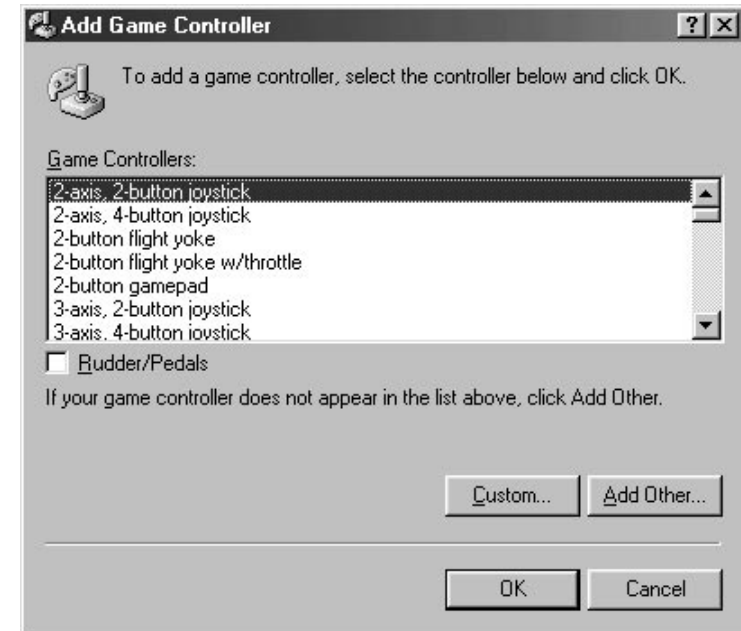 Add Game Controller
To add a game controller, select the controller below and click OK.
Game Controllers:
2-axis, 2-button joystick
2-axis, 4-button joystick
2-button flight yoke
2-button flight yoke w/throttle
2-button gamepad
3-axis, 2-button joystick
3-axis, 4-button joystick
Rudder/Pedals
If your game controller does not appear in the list above, click Add Other.
Custom... Add Other...
OK Cancel